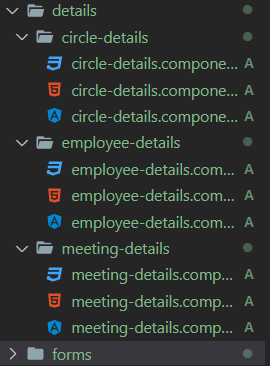 details
circle-details
circle-details.compone... A
circle-details.compone... A
circle-details.compone... A
employee-details
employee-details.com... A
employee-details.com... A
employee-details.com... A
meeting-details
meeting-details.comp... A
meeting-details.comp... A
meeting-details.comp... A
forms